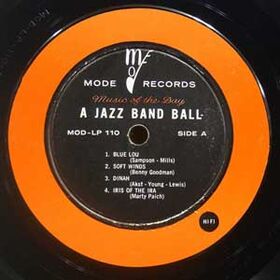 MODE RECORDS
Music of the Day
A JAZZ BAND BALL
MOD-LP 110 SIDE A
1. BLUE LOU
(Sampson - Mills)
2. SOFT WINDS
(Benny Goodman)
3. DINAH
(Akst - Young - Lewis)
4. IRIS OF THE IRA
(Marty Paich)
HI FI